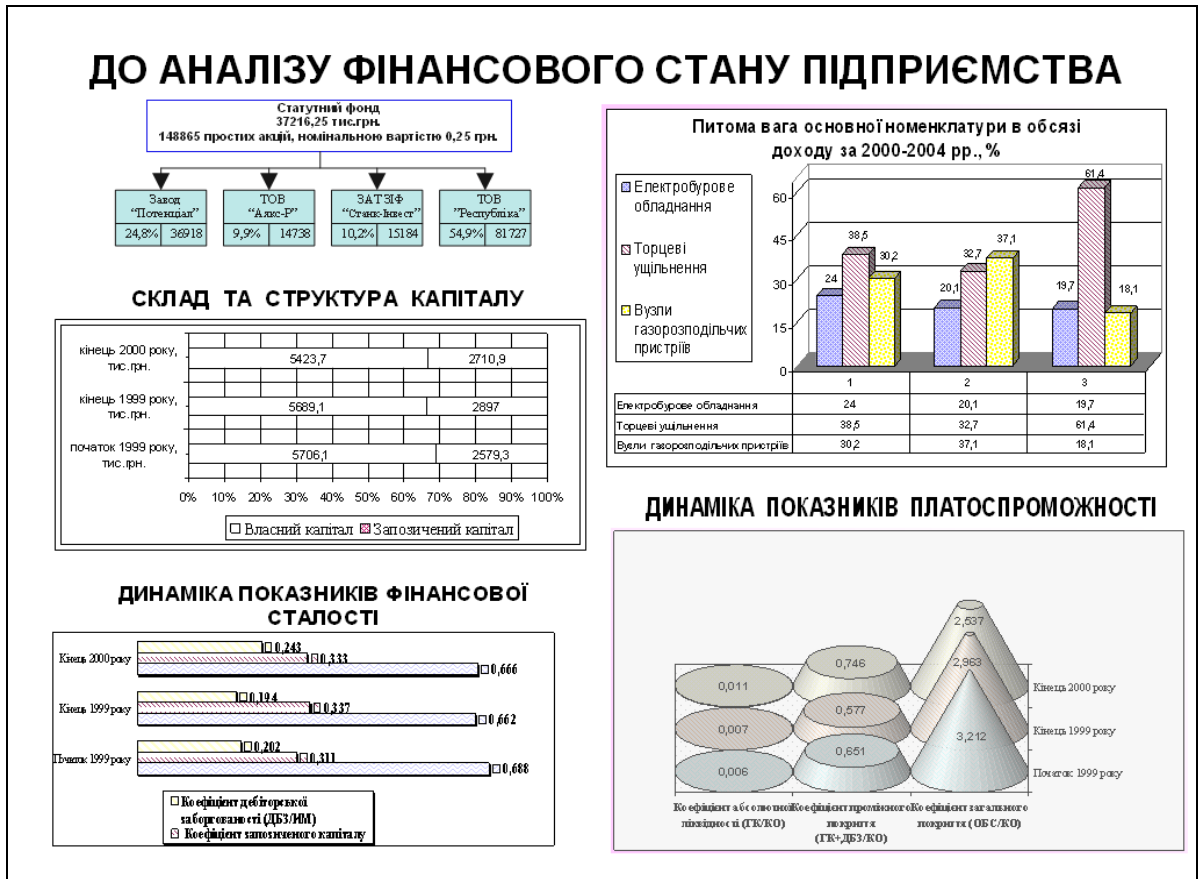 ДО АНАЛІЗУ ФІНАНСОВОГО СТАНУ ПІДПРИЄМСТВА
Статутний фонд
37216,25 тис.грн.
148865 простих акцій, номінальною вартістю 0,25 грн.
Завод
“Потенціал”
24,8% 36918
ТОВ
“Алкс-Р”
9,9% 14738
ЗАТ ЗІФ
“Станк-Інвест”
10,2% 15184
ТОВ
“Республіка”
54,9% 81727
СКЛАД ТА СТРУКТУРА КАПІТАЛУ
кінець 2000 року,
тис.грн.
5423,7 2710,9
кінець 1999 року,
тис.грн.
5689,1 2897
початок 1999 року,
тис.грн.
5706,1 2579,3
0% 10% 20% 30% 40% 50% 60% 70% 80% 90% 100%
Власний капітал Запозичений капітал
ДИНАМІКА ПОКАЗНИКІВ ФІНАНСОВОЇ
СТАЛОСТІ
Кінець 2000 року
0,243
0,333
0,666
Кінець 1999 року
0,194
0,337
0,662
Початок 1999 року
0,202
0,311
0,688
Коефіцієнт дебіторської
заборгованості (ДБЗ/ИМ)
Коефіцієнт запозиченого капіталу
Питома вага основної номенклатури в обсязі
доходу за 2000-2004 рр., %
Електробурове
обладнання
Торцеві
ущільнення
Вузли
газорозподільчих
пристріїв
60
45
30
15
0
24 38,5 30,2
20,1 32,7 37,1
19,7 61,4 18,1
1 2 3
Електробурове обладнання 24 20,1 19,7
Торцеві ущільнення 38,5 32,7 61,4
Вузли газорозподільчих пристріїв 30,2 37,1 18,1
ДИНАМІКА ПОКАЗНИКІВ ПЛАТОСПРОМОЖНОСТІ
0,011 0,746 2,537
Кінець 2000 року
0,007 0,577 2,963
Кінець 1999 року
0,006 0,651 3,212
Початок 1999 року
Коефіцієнт абсолютної
ліквідності (ГК/КО)
Коефіцієнт проміжного
покриття
(ГК+ДБЗ/КО)
Коефіцієнт загального
покриття (ОБС/КО)